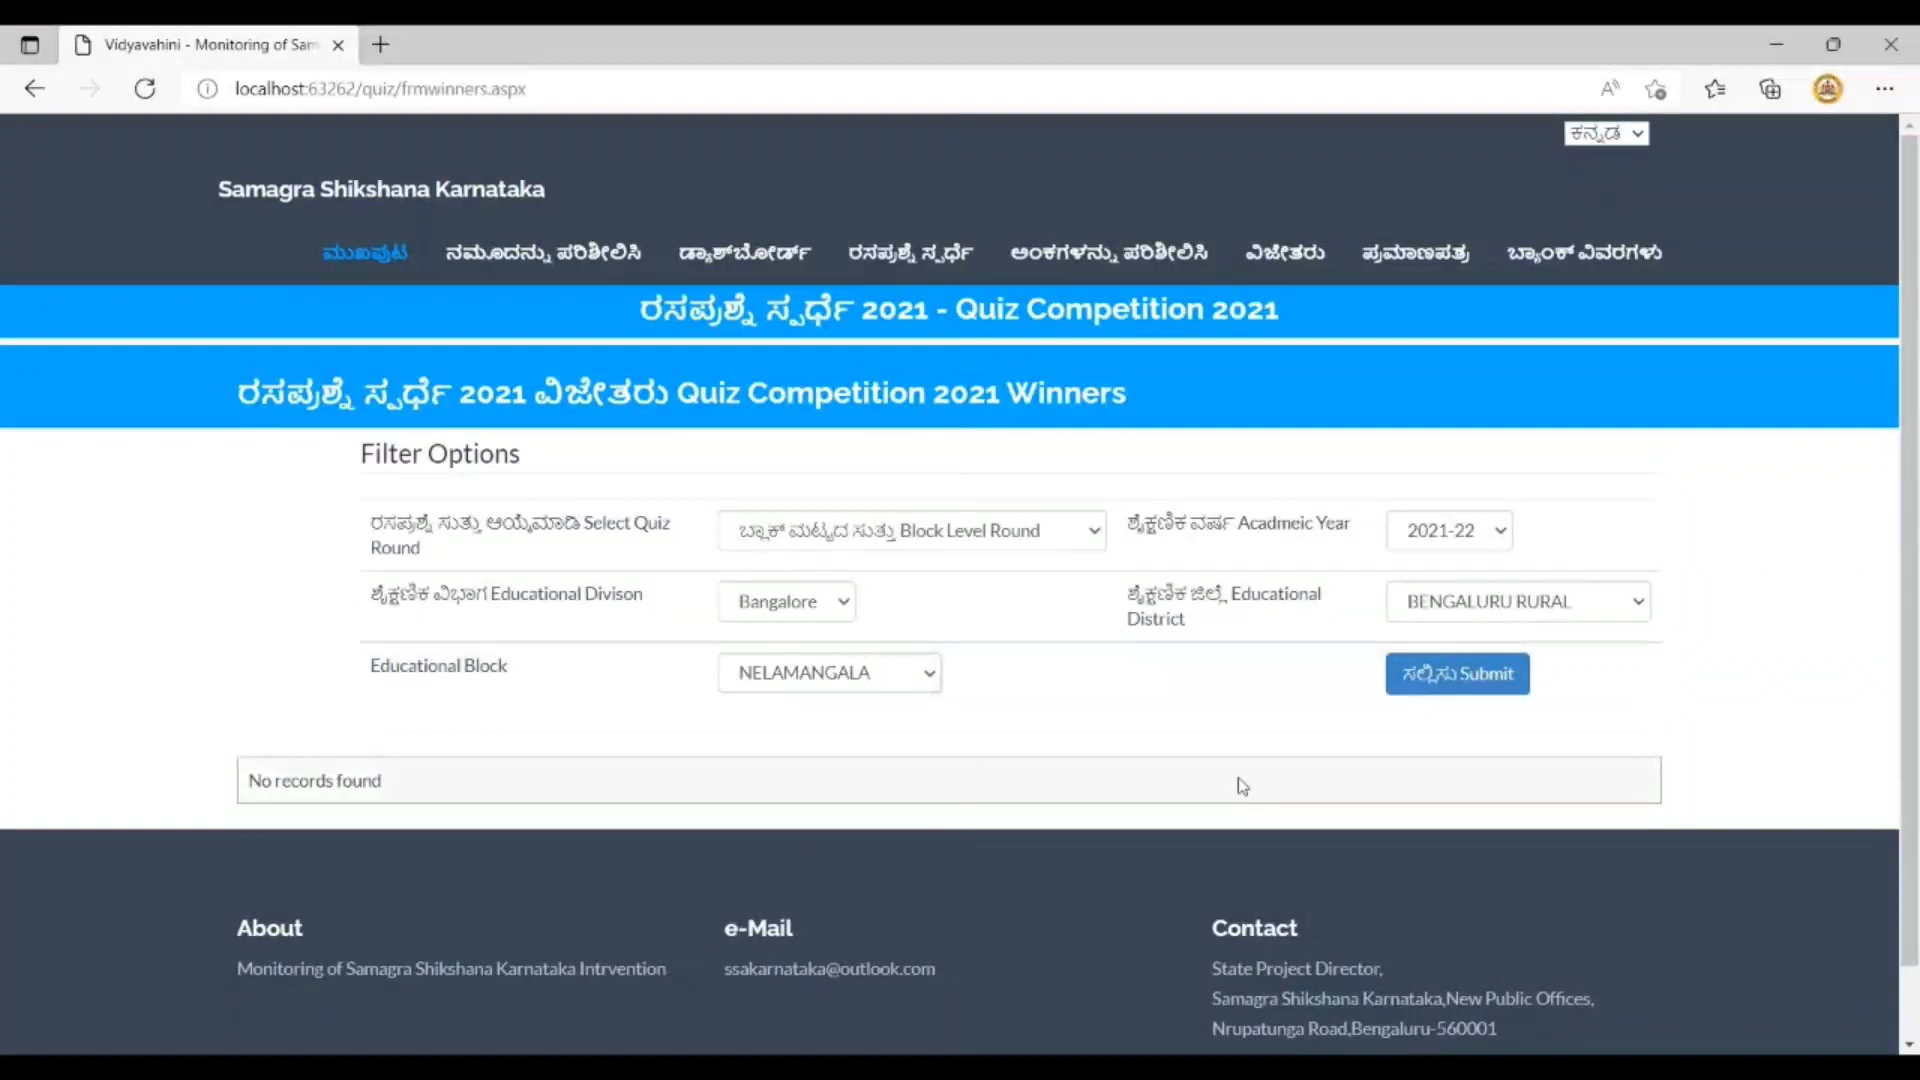 Vidyavahini - Monitoring of Sam
localhost:63262/quiz/frmwinners.aspx
ಕನ್ನಡ
Samagra Shikshana Karnataka
ಮುಖಪುಟ ನಮೂದನ್ನು ಪರಿಶೀಲಿಸಿ ಡ್ಯಾಶ್‌ಬೋರ್ಡ್ ರಸಪ್ರಶ್ನೆ ಸ್ಪರ್ಧೆ ಅಂಕಗಳನ್ನು ಪರಿಶೀಲಿಸಿ ವಿಜೇತರು ಪ್ರಮಾಣಪತ್ರ ಬ್ಯಾಂಕ್ ವಿವರಗಳು
ರಸಪ್ರಶ್ನೆ ಸ್ಪರ್ಧೆ 2021 - Quiz Competition 2021
ರಸಪ್ರಶ್ನೆ ಸ್ಪರ್ಧೆ 2021 ವಿಜೇತರು Quiz Competition 2021 Winners
Filter Options
ರಸಪ್ರಶ್ನೆ ಸುತ್ತು ಆಯ್ಕೆಮಾಡಿ Select Quiz Round
ಬ್ಲಾಕ್ ಮಟ್ಟದ ಸುತ್ತು Block Level Round
ಶೈಕ್ಷಣಿಕ ವರ್ಷ Acadmeic Year
2021-22
ಶೈಕ್ಷಣಿಕ ವಿಭಾಗ Educational Divison
Bangalore
ಶೈಕ್ಷಣಿಕ ಜಿಲ್ಲೆ Educational District
BENGALURU RURAL
Educational Block
NELAMANGALA
ಸಲ್ಲಿಸು Submit
No records found
About
Monitoring of Samagra Shikshana Karnataka Intrvention
e-Mail
ssakarnataka@outlook.com
Contact
State Project Director,
Samagra Shikshana Karnataka,New Public Offices,
Nrupatunga Road,Bengaluru-560001